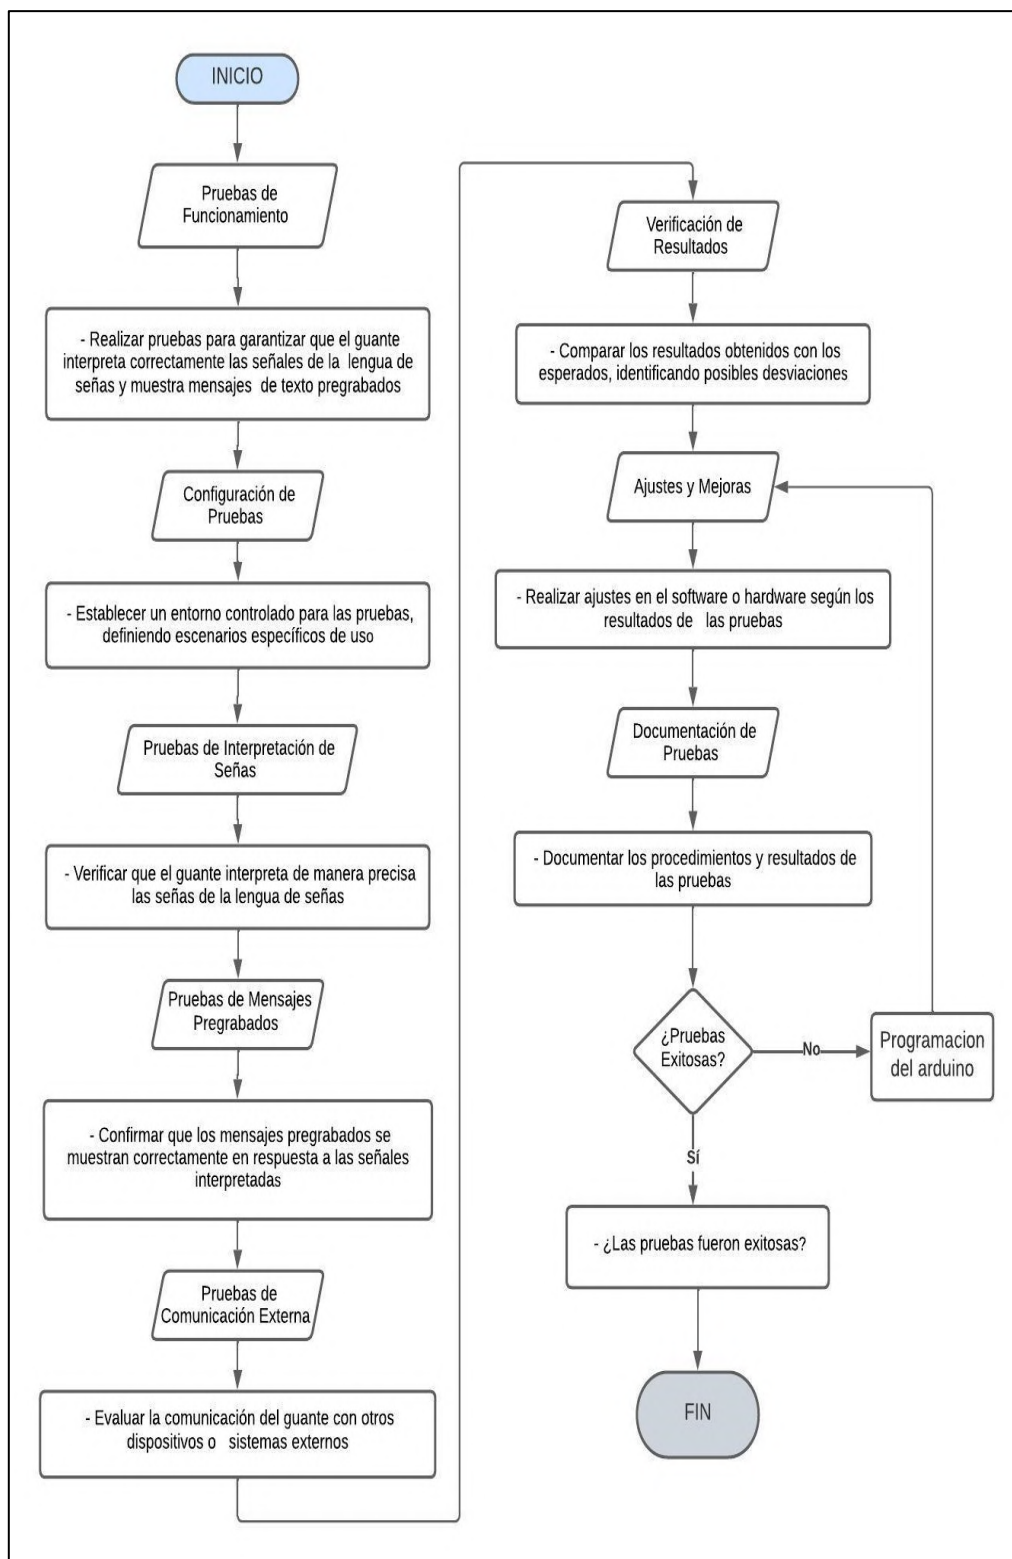 INICIO
Pruebas de
Funcionamiento
- Realizar pruebas para garantizar que el guante
interpreta correctamente las señales de la lengua de
señas y muestra mensajes de texto pregrabados
Configuración de
Pruebas
- Establecer un entorno controlado para las pruebas,
definiendo escenarios específicos de uso
Pruebas de Interpretación de
Señas
- Verificar que el guante interpreta de manera precisa
las señas de la lengua de señas
Pruebas de Mensajes
Pregrabados
- Confirmar que los mensajes pregrabados se
muestran correctamente en respuesta a las señales
interpretadas
Pruebas de
Comunicación Externa
- Evaluar la comunicación del guante con otros
dispositivos o sistemas externos
Verificación de
Resultados
- Comparar los resultados obtenidos con los
esperados, identificando posibles desviaciones
Ajustes y Mejoras
- Realizar ajustes en el software o hardware según los
resultados de las pruebas
Documentación de
Pruebas
- Documentar los procedimientos y resultados de
las pruebas
¿Pruebas
Exitosas?
No
Programacion
del arduino
Sí
- ¿Las pruebas fueron exitosas?
FIN